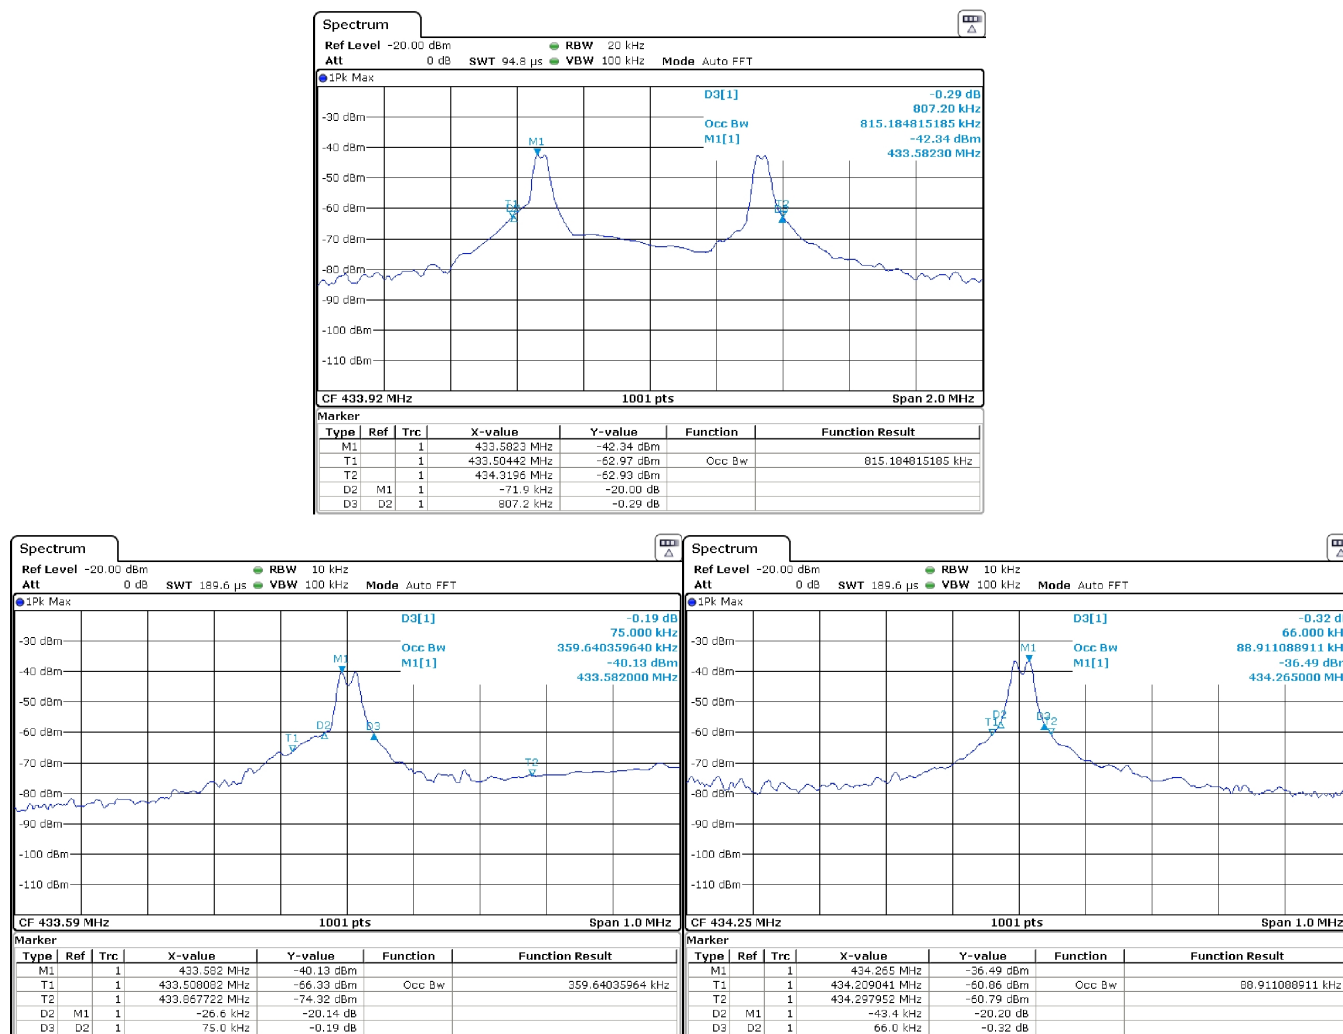 Spectrum
Ref Level -20.00 dBm RBW 20 kHz
Att 0 dB SWT 94.8 µs VBW 100 kHz Mode Auto FFT
1Pk Max
D3[1] -0.29 dB
807.20 kHz
Occ Bw 815.184815185 kHz
M1[1] -42.34 dBm
433.58230 MHz
-30 dBm
M1
-40 dBm
-50 dBm
T1 T2
-60 dBm
-70 dBm
-80 dBm
-90 dBm
-100 dBm
-110 dBm
CF 433.92 MHz 1001 pts Span 2.0 MHz
Marker
Type Ref Trc X-value Y-value Function Function Result
M1 1 433.5823 MHz -42.34 dBm
T1 1 433.50442 MHz -62.97 dBm Occ Bw 815.184815185 kHz
T2 1 434.3196 MHz -62.93 dBm
D2 M1 1 -71.9 kHz -20.00 dB
D3 D2 1 807.2 kHz -0.29 dB
Spectrum
Ref Level -20.00 dBm RBW 10 kHz
Att 0 dB SWT 189.6 µs VBW 100 kHz Mode Auto FFT
1Pk Max
D3[1] -0.19 dB
75.000 kHz
Occ Bw 359.640359640 kHz
M1[1] -40.13 dBm
433.582000 MHz
-30 dBm
M1
-40 dBm
-50 dBm
D2 D3
-60 dBm
T1
-70 dBm
T2
-80 dBm
-90 dBm
-100 dBm
-110 dBm
CF 433.59 MHz 1001 pts Span 1.0 MHz
Marker
Type Ref Trc X-value Y-value Function Function Result
M1 1 433.582 MHz -40.13 dBm
T1 1 433.508082 MHz -66.33 dBm Occ Bw 359.64035964 kHz
T2 1 433.867722 MHz -74.32 dBm
D2 M1 1 -26.6 kHz -20.14 dB
D3 D2 1 75.0 kHz -0.19 dB
Spectrum
Ref Level -20.00 dBm RBW 10 kHz
Att 0 dB SWT 189.6 µs VBW 100 kHz Mode Auto FFT
1Pk Max
D3[1] -0.32 d
66.000 kH
Occ Bw 88.911088911 kH
M1[1] -36.49 dBm
434.265000 MH
-30 dBm
M1
-40 dBm
-50 dBm
D2 D3
T1 T2
-60 dBm
-70 dBm
-80 dBm
-90 dBm
-100 dBm
-110 dBm
CF 434.25 MHz 1001 pts Span 1.0 MHz
Marker
Type Ref Trc X-value Y-value Function Function Result
M1 1 434.265 MHz -36.49 dBm
T1 1 434.209041 MHz -60.86 dBm Occ Bw 88.911088911 kHz
T2 1 434.297952 MHz -60.79 dBm
D2 M1 1 -43.4 kHz -20.20 dB
D3 D2 1 66.0 kHz -0.32 dB